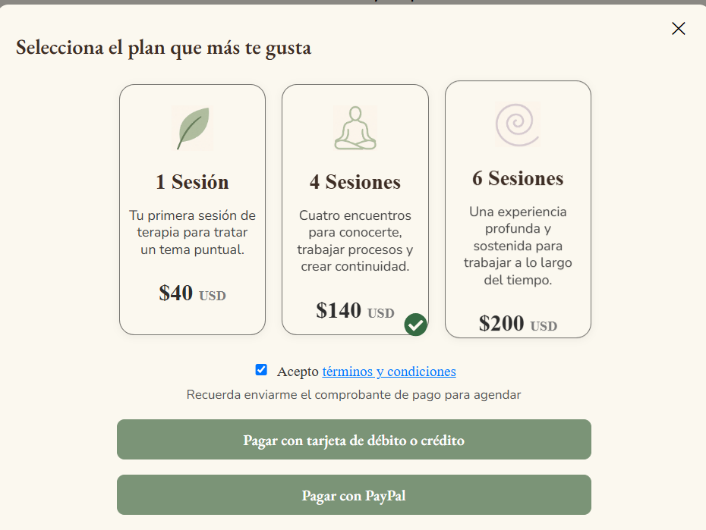 Selecciona el plan que más te gusta
1 Sesión
Tu primera sesión de
terapia para tratar
un tema puntual.
$40 USD
4 Sesiones
Cuatro encuentros
para conocerte,
trabajar procesos y
crear continuidad.
$140 USD
6 Sesiones
Una experiencia
profunda y
sostenida para
trabajar a lo largo
del tiempo.
$200 USD
Acepto términos y condiciones
Recuerda enviarme el comprobante de pago para agendar
Pagar con tarjeta de débito o crédito
Pagar con PayPal